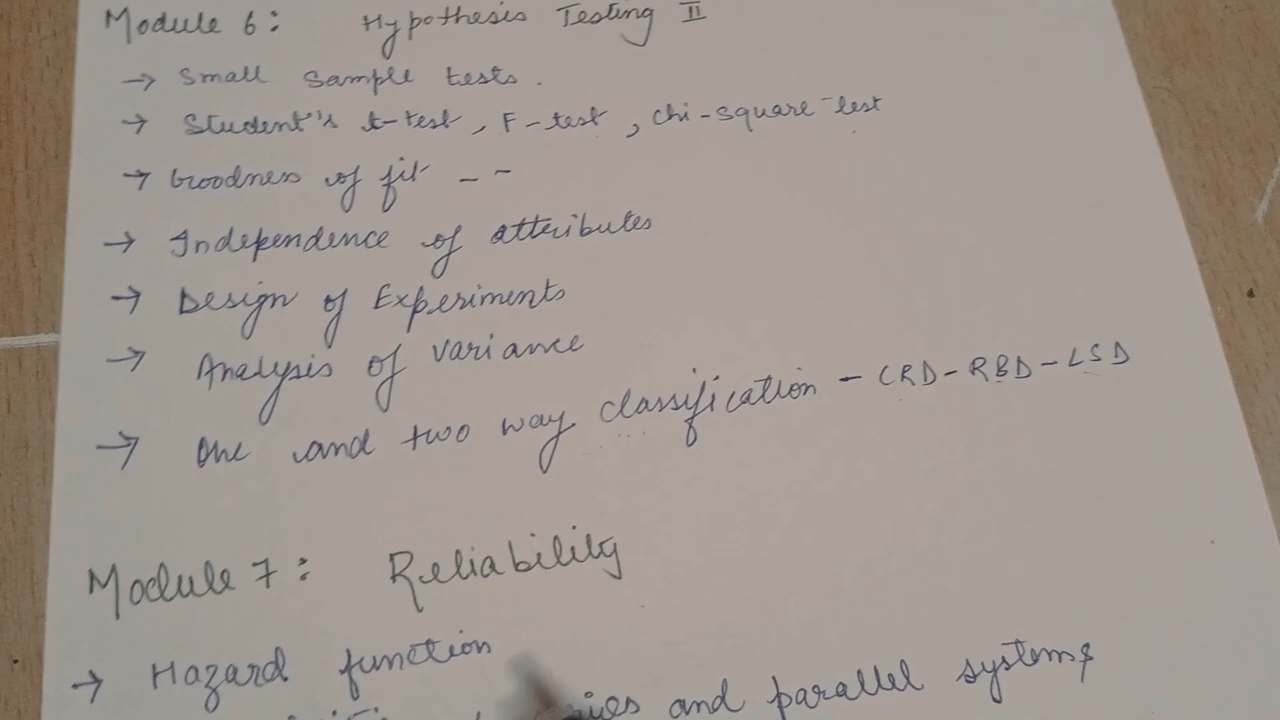 Module 6: Hypothesis Testing II
→ Small Sample tests.
→ Student's t-test, F-test, chi-square-test
→ Goodness of fit - -
→ Independence of attributes
→ Design of Experiments
→ Analysis of variance
→ One and two way classification - CRD-RBD-LSD
Module 7: Reliability
→ Hazard function
and parallel systems